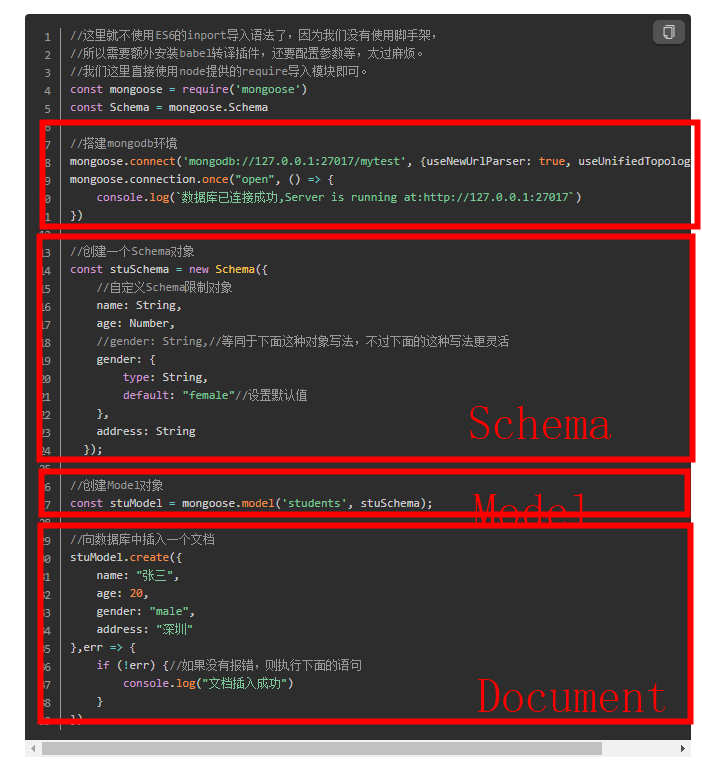 1 //这里就不使用ES6的inport导入语法了，因为我们没有使用脚手架，
2 //所以需要额外安装babel转译插件，还要配置参数等，太过麻烦。
3 //我们这里直接使用node提供的require导入模块即可。
4 const mongoose = require('mongoose')
5 const Schema = mongoose.Schema
6
7 //搭建mongodb环境
8 mongoose.connect('mongodb://127.0.0.1:27017/mytest', {useNewUrlParser: true, useUnifiedTopolog
9 mongoose.connection.once("open", () => {
0 console.log(`数据库已连接成功,Server is running at:http://127.0.0.1:27017`)
1 })
12
13 //创建一个Schema对象
14 const stuSchema = new Schema({
15 //自定义Schema限制对象
16 name: String,
17 age: Number,
18 //gender: String,//等同于下面这种对象写法，不过下面的这种写法更灵活
19 gender: {
20 type: String,
21 default: "female"//设置默认值
22 },
23 address: String
24 });
Schema
25
26 //创建Model对象
27 const stuModel = mongoose.model('students', stuSchema);
Model
28
29 //向数据库中插入一个文档
30 stuModel.create({
31 name: "张三",
32 age: 20,
33 gender: "male",
34 address: "深圳"
35 },err => {
36 if (!err) {//如果没有报错，则执行下面的语句
37 console.log("文档插入成功")
38 }
})
Document